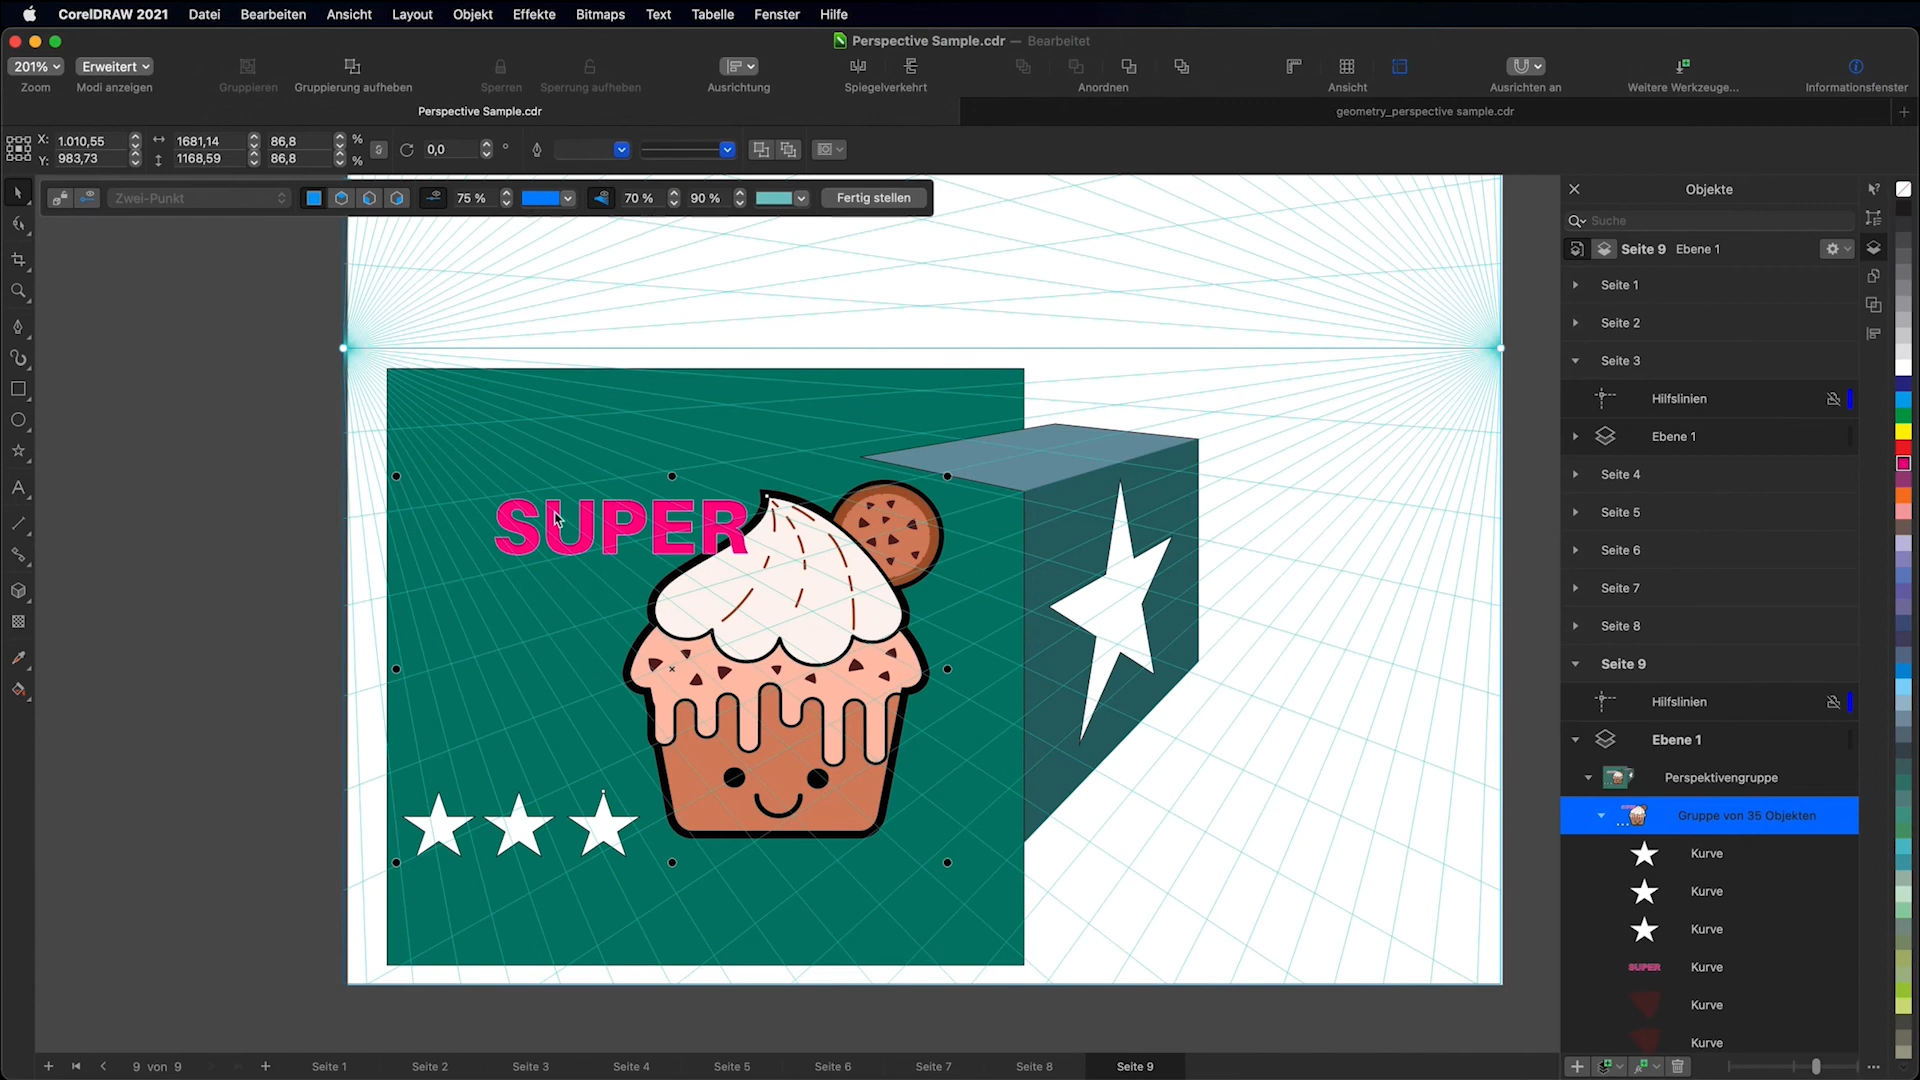 CorelDRAW 2021 Datei Bearbeiten Ansicht Layout Objekt Effekte Bitmaps Text Tabelle Fenster Hilfe
Perspective Sample.cdr — Bearbeitet
201% Erweitert
Zoom Modi anzeigen Gruppieren Gruppierung aufheben Sperren Sperrung aufheben Ausrichtung Spiegelverkehrt Anordnen Ansicht Ausrichten an Weitere Werkzeuge... Informationsfenster
Perspective Sample.cdr geometry_perspective sample.cdr
X: 1.010,55 1681,14 86,8 %
Y: 983,73 1168,59 86,8 %
0,0 °
Zwei-Punkt 75 % 70 % 90 % Fertig stellen
SUPER
Objekte
Suche
Seite 9 Ebene 1
Seite 1
Seite 2
Seite 3
Hilfslinien
Ebene 1
Seite 4
Seite 5
Seite 6
Seite 7
Seite 8
Seite 9
Hilfslinien
Ebene 1
Perspektivengruppe
Gruppe von 35 Objekten
Kurve
Kurve
Kurve
SUPER Kurve
Kurve
Kurve
9 von 9 Seite 1 Seite 2 Seite 3 Seite 4 Seite 5 Seite 6 Seite 7 Seite 8 Seite 9